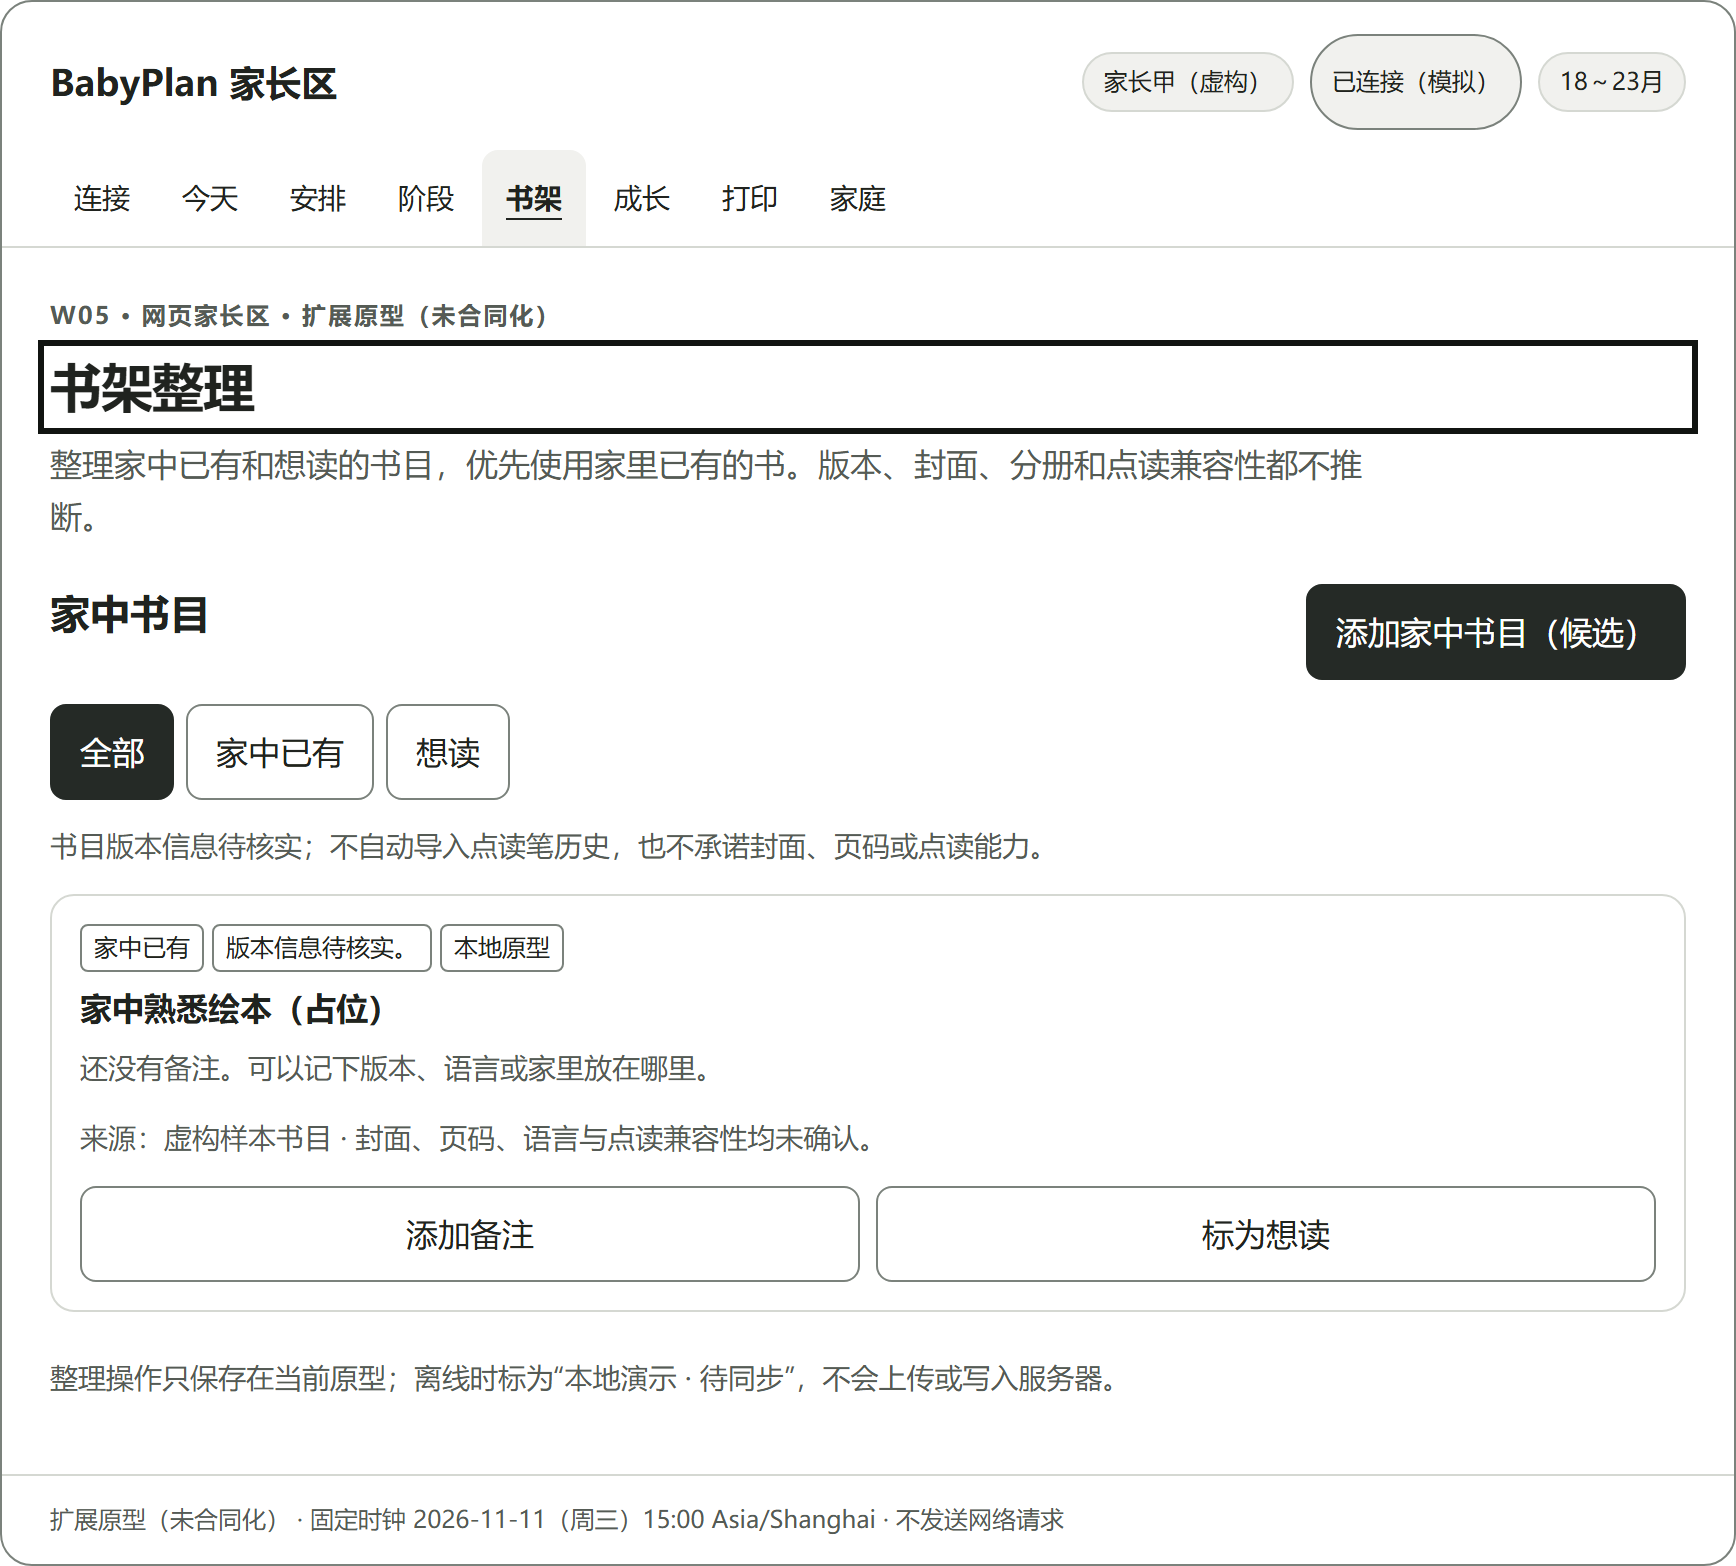 BabyPlan 家长区
家长甲（虚构）
已连接（模拟）
18～23月
连接 今天 安排 阶段 书架 成长 打印 家庭
W05 • 网页家长区 • 扩展原型（未合同化）
书架整理
整理家中已有和想读的书目，优先使用家里已有的书。版本、封面、分册和点读兼容性都不推
断。
家中书目
添加家中书目（候选）
全部 家中已有 想读
书目版本信息待核实；不自动导入点读笔历史，也不承诺封面、页码或点读能力。
家中已有 版本信息待核实。 本地原型
家中熟悉绘本（占位）
还没有备注。可以记下版本、语言或家里放在哪里。
来源：虚构样本书目 · 封面、页码、语言与点读兼容性均未确认。
添加备注 标为想读
整理操作只保存在当前原型；离线时标为“本地演示 · 待同步”，不会上传或写入服务器。
扩展原型（未合同化） · 固定时钟 2026-11-11（周三）15:00 Asia/Shanghai · 不发送网络请求